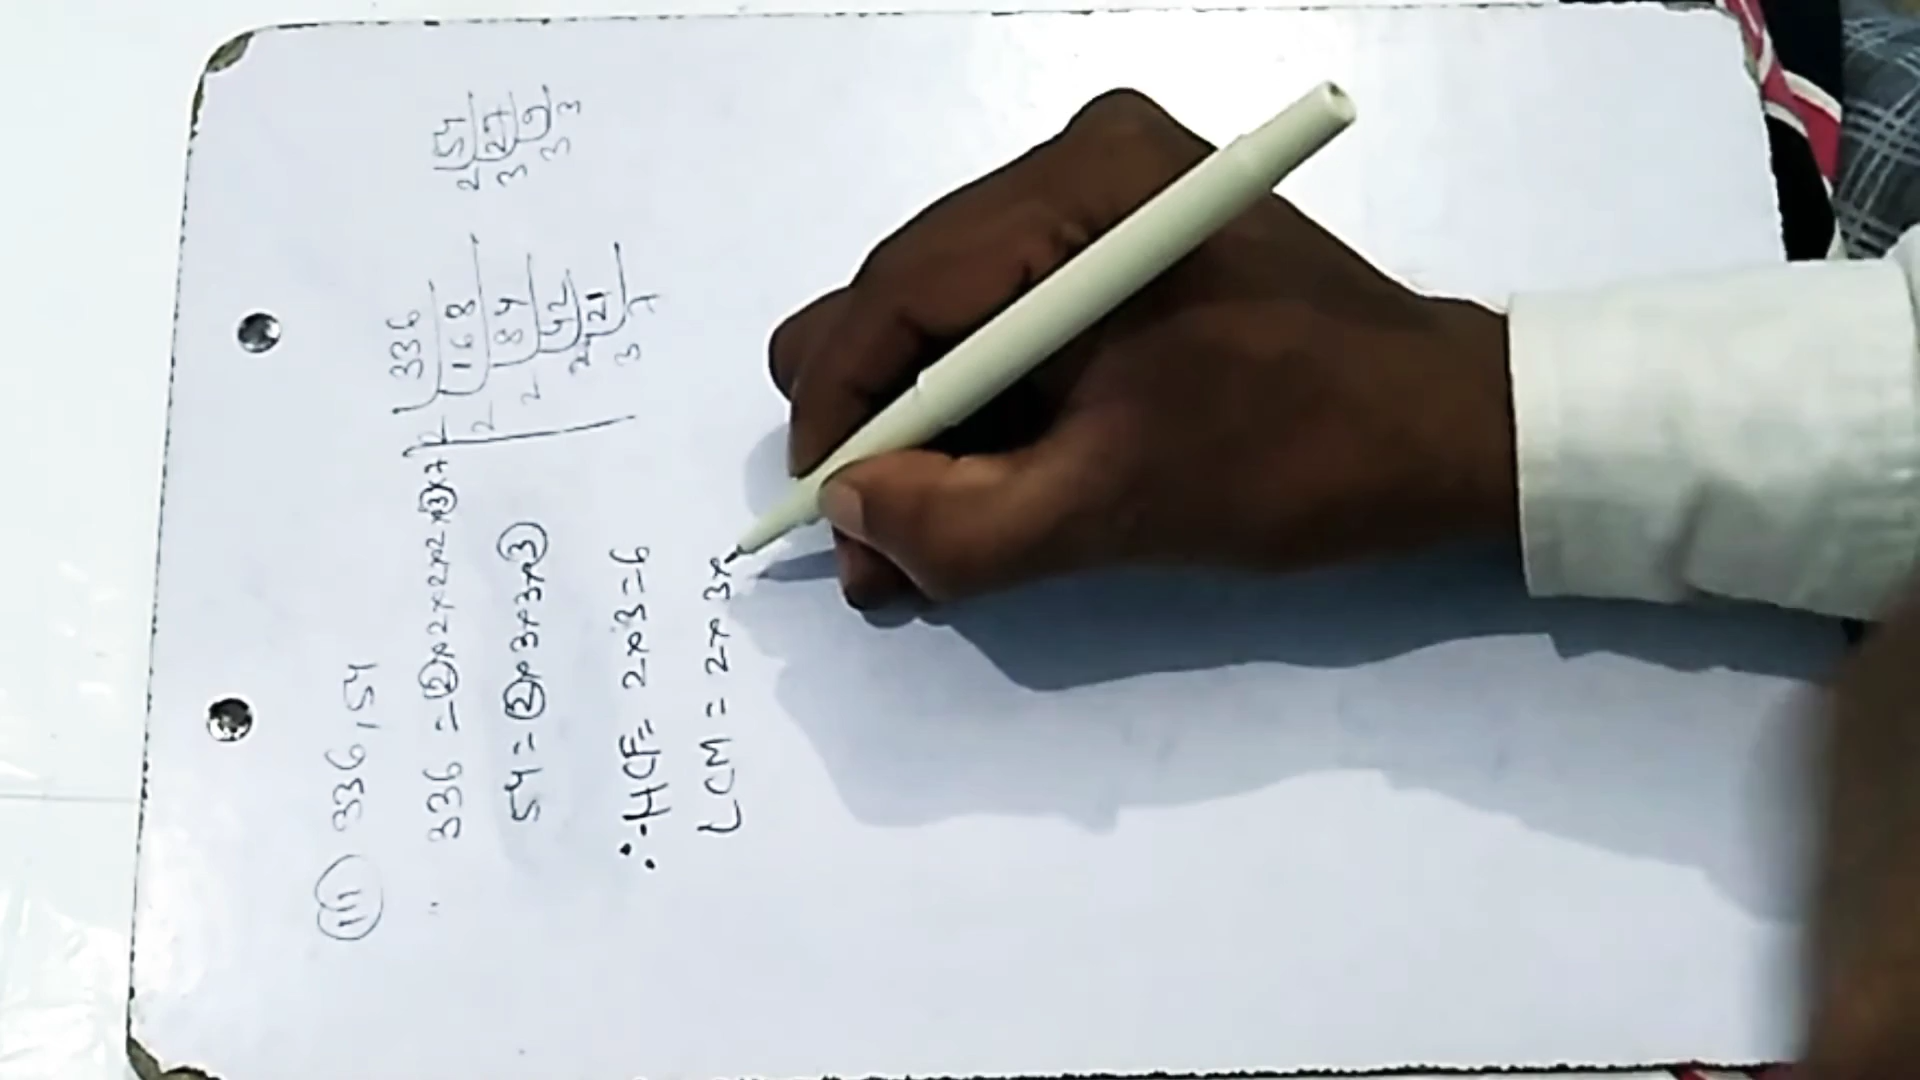 (iii) 336, 54
336 = 2×2×2×2×3×7
54 = 2×3×3×3
∴ HCF = 2×3 = 6
LCM = 2×3×
2 336
2 168
2 84
2 42
3 21
7
2 54
3 27
3 9
3